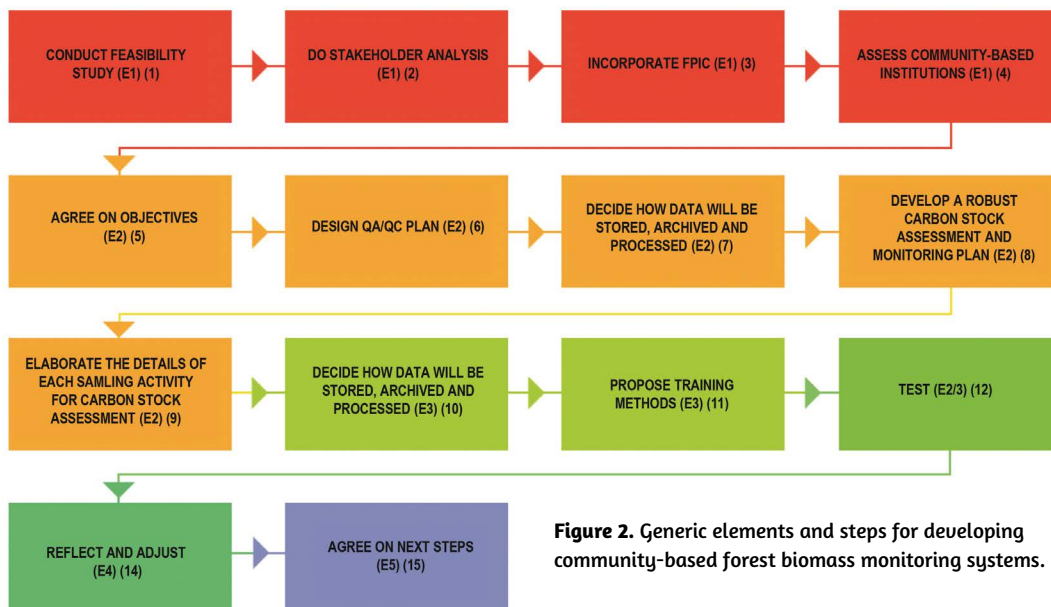 CONDUCT FEASIBILITY
STUDY (E1) (1)
DO STAKEHOLDER ANALYSIS
(E1) (2)
INCORPORATE FPIC (E1) (3)
ASSESS COMMUNITY-BASED
INSTITUTIONS (E1) (4)
AGREE ON OBJECTIVES
(E2) (5)
DESIGN QA/QC PLAN (E2) (6)
DECIDE HOW DATA WILL BE
STORED, ARCHIVED AND
PROCESSED (E2) (7)
DEVELOP A ROBUST
CARBON STOCK
ASSESSMENT AND
MONITORING PLAN (E2) (8)
ELABORATE THE DETAILS OF
EACH SAMLING ACTIVITY
FOR CARBON STOCK
ASSESSMENT (E2) (9)
DECIDE HOW DATA WILL BE
STORED, ARCHIVED AND
PROCESSED (E3) (10)
PROPOSE TRAINING
METHODS (E3) (11)
TEST (E2/3) (12)
REFLECT AND ADJUST
(E4) (14)
AGREE ON NEXT STEPS
(E5) (15)
Figure 2. Generic elements and steps for developing
community-based forest biomass monitoring systems.